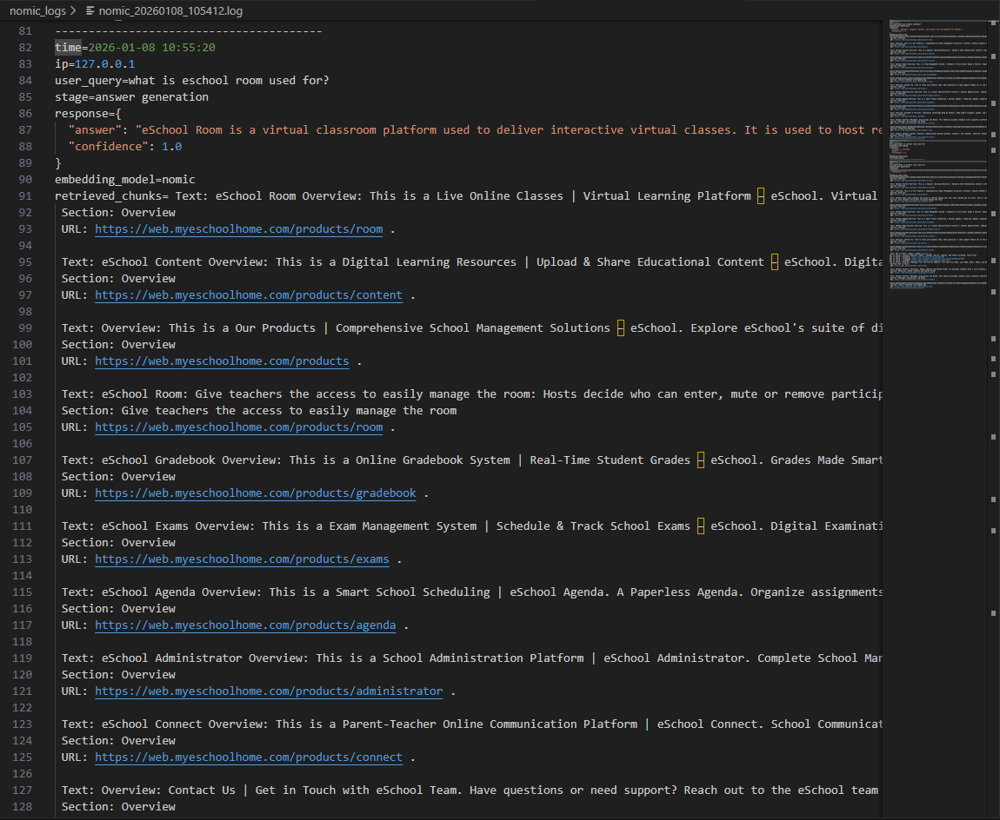 nomic_logs > nomic_20260108_105412.log
81 ----------------------------------------
82 time=2026-01-08 10:55:20
83 ip=127.0.0.1
84 user_query=what is eschool room used for?
85 stage=answer generation
86 response={
87 "answer": "eSchool Room is a virtual classroom platform used to deliver interactive virtual classes. It is used to host re
88 "confidence": 1.0
89 }
90 embedding_model=nomic
91 retrieved_chunks= Text: eSchool Room Overview: This is a Live Online Classes | Virtual Learning Platform – eSchool. Virtual
92 Section: Overview
93 URL: https://web.myeschoolhome.com/products/room .
94
95 Text: eSchool Content Overview: This is a Digital Learning Resources | Upload & Share Educational Content – eSchool. Digita
96 Section: Overview
97 URL: https://web.myeschoolhome.com/products/content .
98
99 Text: Overview: This is a Our Products | Comprehensive School Management Solutions – eSchool. Explore eSchool's suite of di
100 Section: Overview
101 URL: https://web.myeschoolhome.com/products .
102
103 Text: eSchool Room: Give teachers the access to easily manage the room: Hosts decide who can enter, mute or remove particip
104 Section: Give teachers the access to easily manage the room
105 URL: https://web.myeschoolhome.com/products/room .
106
107 Text: eSchool Gradebook Overview: This is a Online Gradebook System | Real-Time Student Grades – eSchool. Grades Made Smart
108 Section: Overview
109 URL: https://web.myeschoolhome.com/products/gradebook .
110
111 Text: eSchool Exams Overview: This is a Exam Management System | Schedule & Track School Exams – eSchool. Digital Examinati
112 Section: Overview
113 URL: https://web.myeschoolhome.com/products/exams .
114
115 Text: eSchool Agenda Overview: This is a Smart School Scheduling | eSchool Agenda. A Paperless Agenda. Organize assignments
116 Section: Overview
117 URL: https://web.myeschoolhome.com/products/agenda .
118
119 Text: eSchool Administrator Overview: This is a School Administration Platform | eSchool Administrator. Complete School Man
120 Section: Overview
121 URL: https://web.myeschoolhome.com/products/administrator .
122
123 Text: eSchool Connect Overview: This is a Parent-Teacher Online Communication Platform | eSchool Connect. School Communicat
124 Section: Overview
125 URL: https://web.myeschoolhome.com/products/connect .
126
127 Text: Overview: Contact Us | Get in Touch with eSchool Team. Have questions or need support? Reach out to the eSchool team
128 Section: Overview